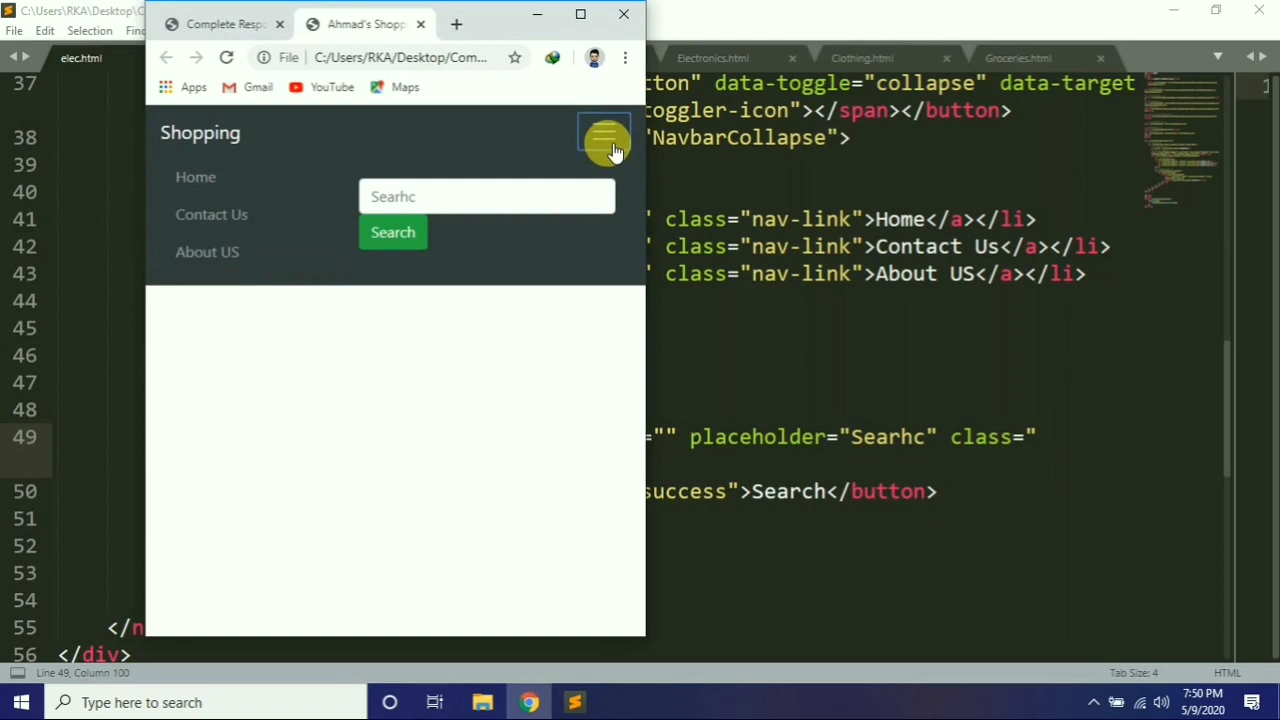 C:\Users\RKA\Desktop\C
File Edit Selection Fin
Complete Resp
Ahmad's Shopp
File C:/Users/RKA/Desktop/Com...
Apps Gmail YouTube Maps
elec.html
Electronics.html
Clothing.html
Groceries.html
Shopping
Home
Contact Us
About US
Searhc
Search
37 ton" data-toggle="collapse" data-target
toggler-icon"></span></button>
38 "NavbarCollapse">
39
40
41 " class="nav-link">Home</a></li>
42 " class="nav-link">Contact Us</a></li>
43 " class="nav-link">About US</a></li>
44
45
46
47
48
49 ="" placeholder="Searhc" class="
50 success">Search</button>
51
52
53
54
55 </n
56 </div>
Line 49, Column 100
Tab Size: 4
HTML
Type here to search
7:50 PM
5/9/2020